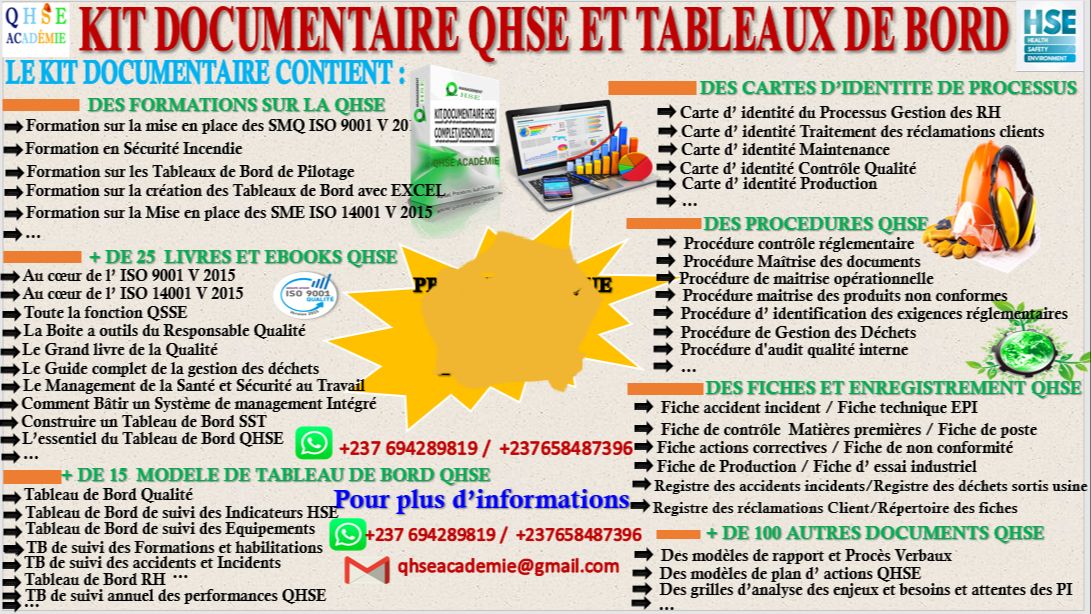 QHSE
ACADÉMIE
KIT DOCUMENTAIRE QHSE ET TABLEAUX DE BORD
HSE
HEALTH
SAFETY
ENVIRONMENT
LE KIT DOCUMENTAIRE CONTIENT :
DES FORMATIONS SUR LA QHSE
Formation sur la mise en place des SMQ ISO 9001 V 20
Formation en Sécurité Incendie
Formation sur les Tableaux de Bord de Pilotage
Formation sur la création des Tableaux de Bord avec EXCEL
Formation sur la Mise en place des SME ISO 14001 V 2015
...
+ DE 25 LIVRES ET EBOOKS QHSE
Au cœur de l’ ISO 9001 V 2015
Au cœur de l’ ISO 14001 V 2015
Toute la fonction QSSE
La Boite a outils du Responsable Qualité
Le Grand livre de la Qualité
Le Guide complet de la gestion des déchets
Le Management de la Santé et Sécurité au Travail
Comment Bâtir un Système de management Intégré
Construire un Tableau de Bord SST
L’essentiel du Tableau de Bord QHSE
...
+ DE 15 MODELE DE TABLEAU DE BORD QHSE
Tableau de Bord Qualité
Tableau de Bord de suivi des Indicateurs HSE
Tableau de Bord de suivi des Equipements
TB de suivi des Formations et habilitations
TB de suivi des accidents et Incidents
Tableau de Bord RH ...
TB de suivi annuel des performances QHSE
...
MANAGEMENT
HSE
KIT DOCUMENTAIRE HSE
COMPLET(VERSION 2021)
QHSE ACADÉMIE
ISO 9001
QUALITÉ
+237 694289819 / +237658487396
Pour plus d’informations
+237 694289819 / +237658487396
qhseacademie@gmail.com
DES CARTES D’IDENTITE DE PROCESSUS
Carte d’ identité du Processus Gestion des RH
Carte d’ identité Traitement des réclamations clients
Carte d’ identité Maintenance
Carte d’ identité Contrôle Qualité
Carte d’ identité Production
...
DES PROCEDURES QHSE
Procédure contrôle réglementaire
Procédure Maîtrise des documents
Procédure de maitrise opérationnelle
Procédure maitrise des produits non conformes
Procédure d’ identification des exigences réglementaires
Procédure de Gestion des Déchets
Procédure d'audit qualité interne
...
DES FICHES ET ENREGISTREMENT QHSE
Fiche accident incident / Fiche technique EPI
Fiche de contrôle Matières premières / Fiche de poste
Fiche actions correctives / Fiche de non conformité
Fiche de Production / Fiche d’ essai industriel
Registre des accidents incidents/Registre des déchets sortis usine
Registre des réclamations Client/Répertoire des fiches
+ DE 100 AUTRES DOCUMENTS QHSE
Des modèles de rapport et Procès Verbaux
Des modèles de plan d’ actions QHSE
Des grilles d’analyse des enjeux et besoins et attentes des PI
...